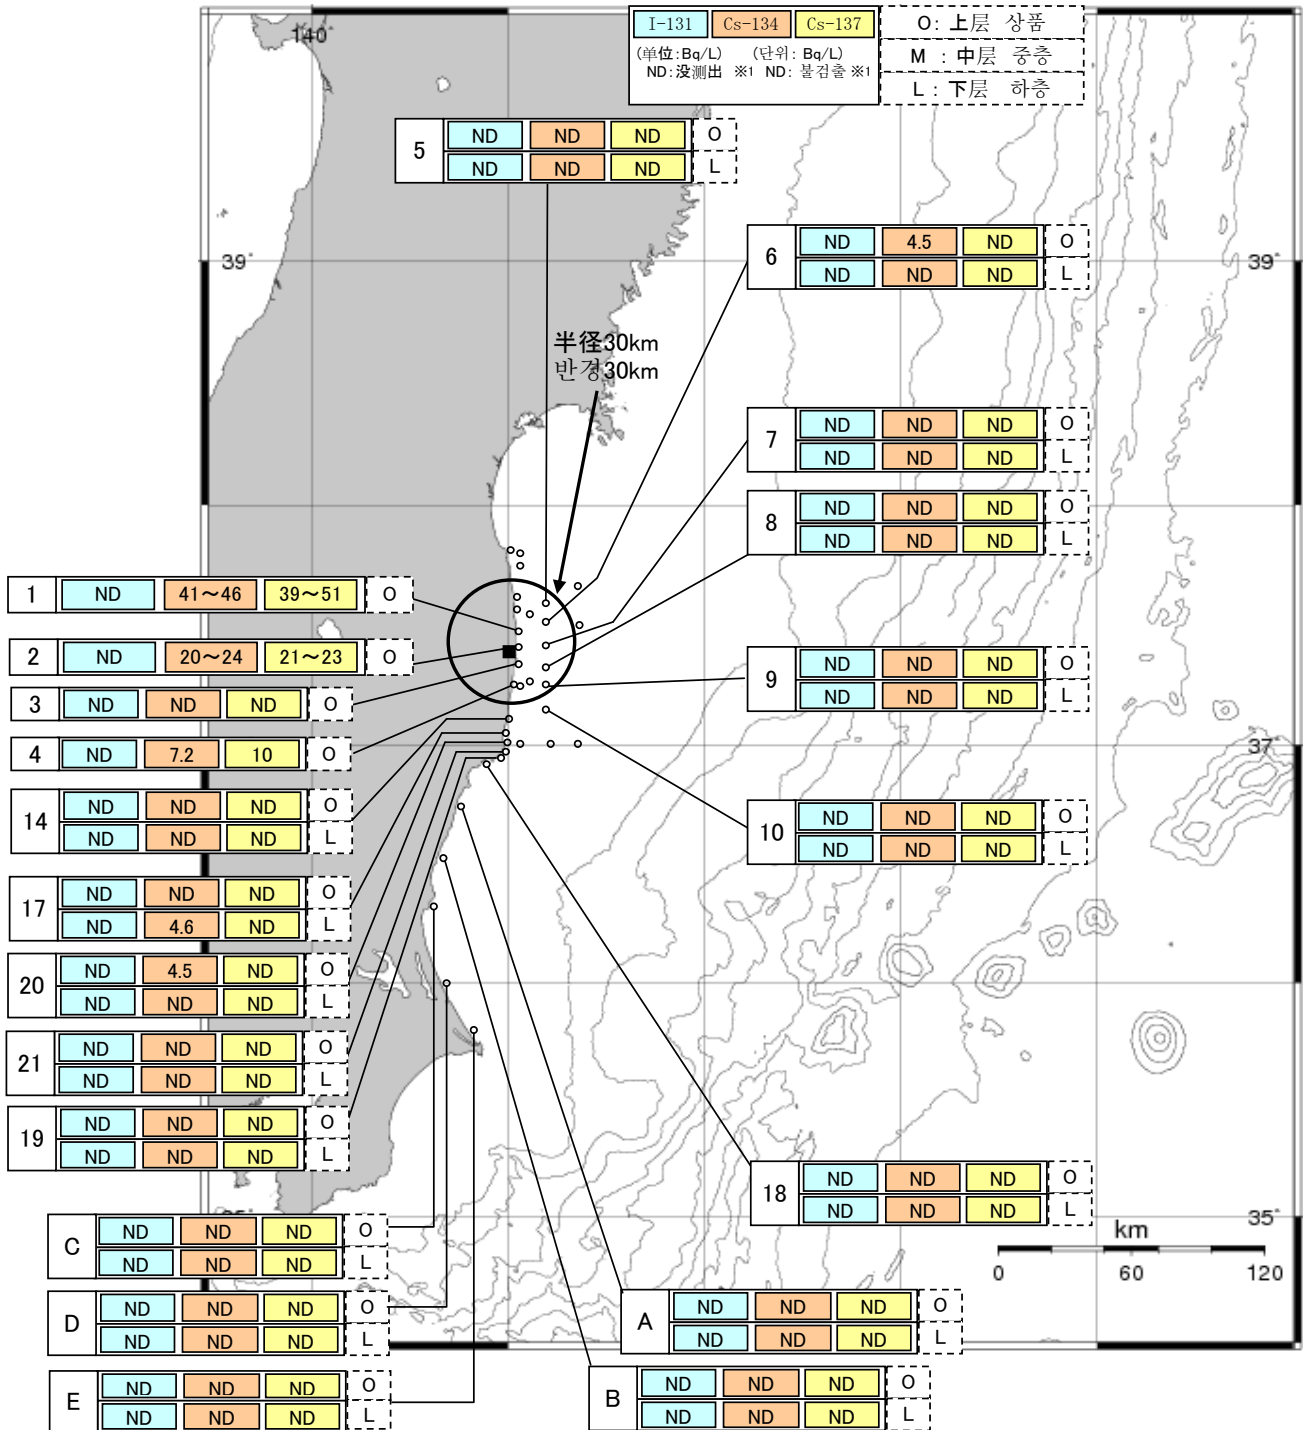 I-131 Cs-134 Cs-137
(单位:Bq/L) (단위: Bq/L)
ND:没测出 ※1 ND: 불검출 ※1
O: 上层 상품
M : 中层 중층
L : 下层 하층
140°
5 ND ND ND O
ND ND ND L
6 ND 4.5 ND O
ND ND ND L
39° 39°
半径30km
반경30km
7 ND ND ND O
ND ND ND L
8 ND ND ND O
ND ND ND L
1 ND 41～46 39～51 O
2 ND 20～24 21～23 O
9 ND ND ND O
ND ND ND L
3 ND ND ND O
4 ND 7.2 10 O
37°
14 ND ND ND O
ND ND ND L
10 ND ND ND O
ND ND ND L
17 ND ND ND O
ND 4.6 ND L
20 ND 4.5 ND O
ND ND ND L
21 ND ND ND O
ND ND ND L
19 ND ND ND O
ND ND ND L
18 ND ND ND O
ND ND ND L
35°
C ND ND ND O
ND ND ND L
km
0 60 120
D ND ND ND O
ND ND ND L
A ND ND ND O
ND ND ND L
E ND ND ND O
ND ND ND L
B ND ND ND O
ND ND ND L